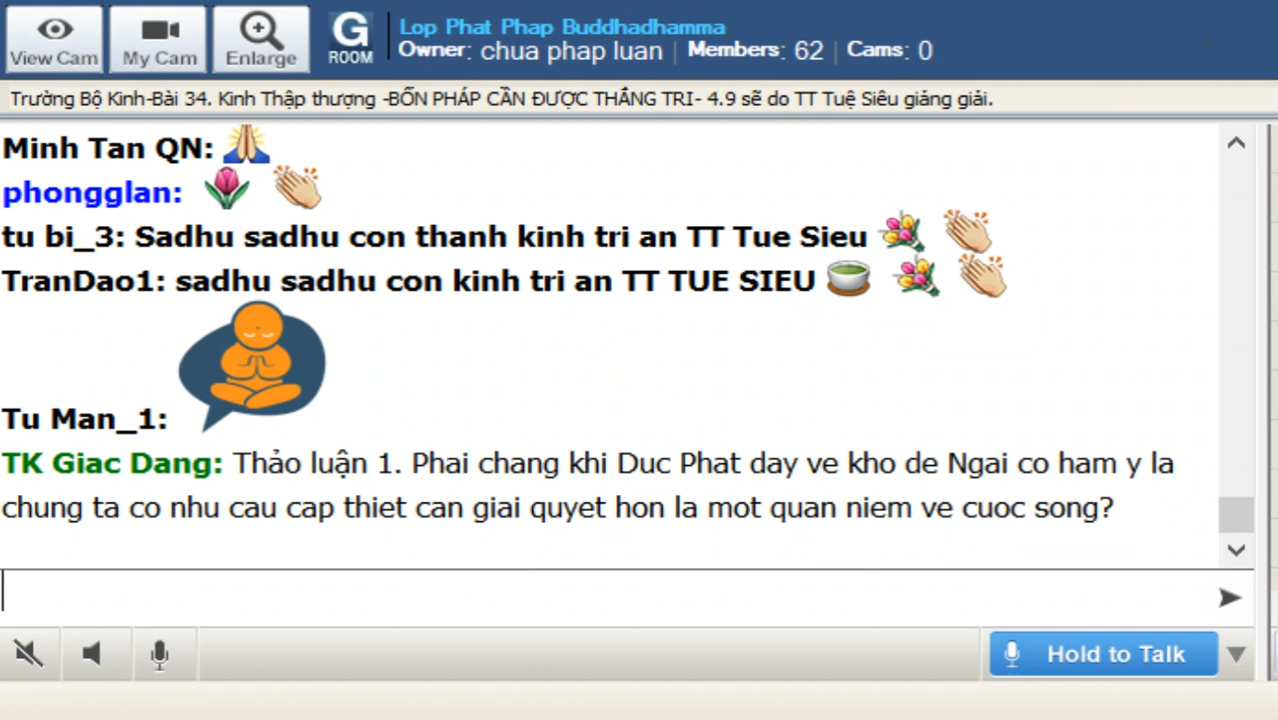 Lop Phat Phap Buddhadhamma
View Cam My Cam Enlarge G ROOM Owner: chua phap luan | Members: 62 | Cams: 0
Trường Bộ Kinh-Bài 34. Kinh Thập thượng -BỐN PHÁP CẦN ĐƯỢC THẮNG TRI- 4.9 sẽ do TT Tuệ Siêu giảng giải.
Minh Tan QN:
phongglan:
tu bi_3: Sadhu sadhu con thanh kinh tri an TT Tue Sieu
TranDao1: sadhu sadhu con kinh tri an TT TUE SIEU
Tu Man_1:
TK Giac Dang: Thảo luận 1. Phai chang khi Duc Phat day ve kho de Ngai co ham y la
chung ta co nhu cau cap thiet can giai quyet hon la mot quan niem ve cuoc song?
Hold to Talk